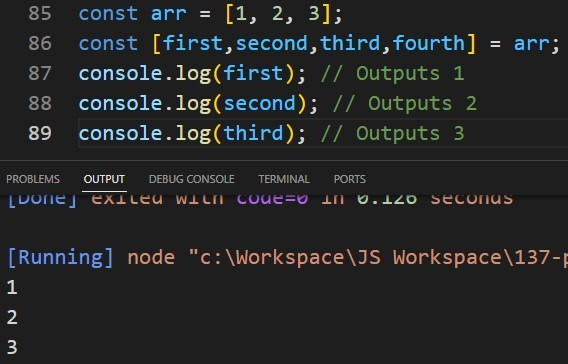 85 const arr = [1, 2, 3];
86 const [first,second,third,fourth] = arr;
87 console.log(first); // Outputs 1
88 console.log(second); // Outputs 2
89 console.log(third); // Outputs 3
PROBLEMS OUTPUT DEBUG CONSOLE TERMINAL PORTS
[Done] exited with code=0 in 0.126 seconds
[Running] node "c:\Workspace\JS Workspace\137-p
1
2
3